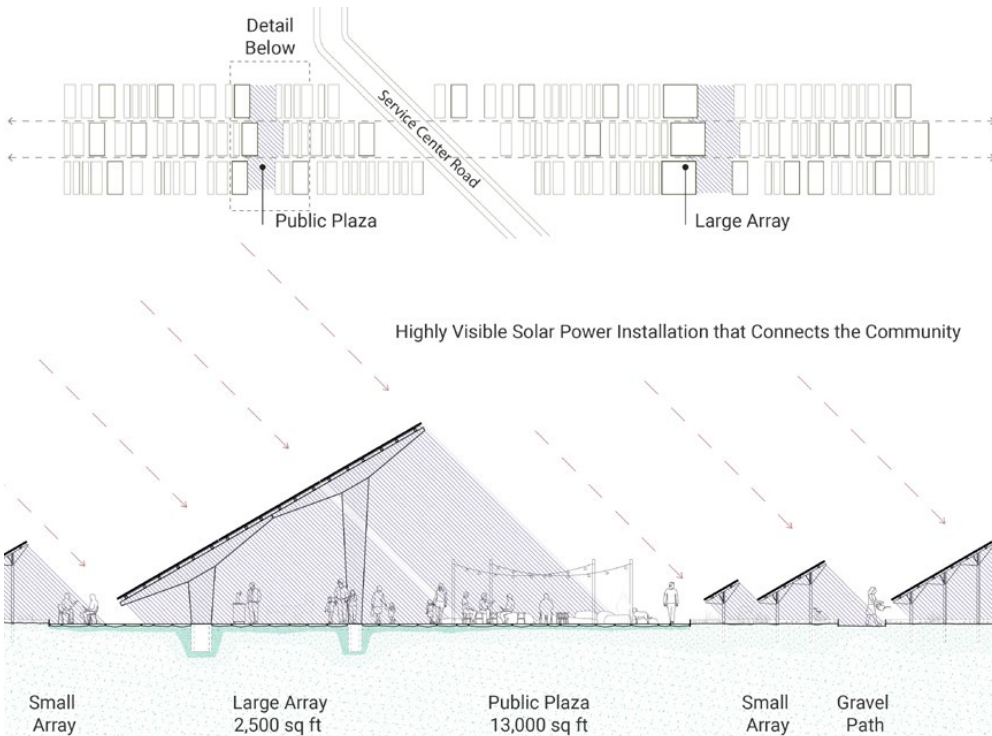 Detail
Below
Service Center Road
Public Plaza
Large Array
Highly Visible Solar Power Installation that Connects the Community
Small
Array
Large Array
2,500 sq ft
Public Plaza
13,000 sq ft
Small
Array
Gravel
Path